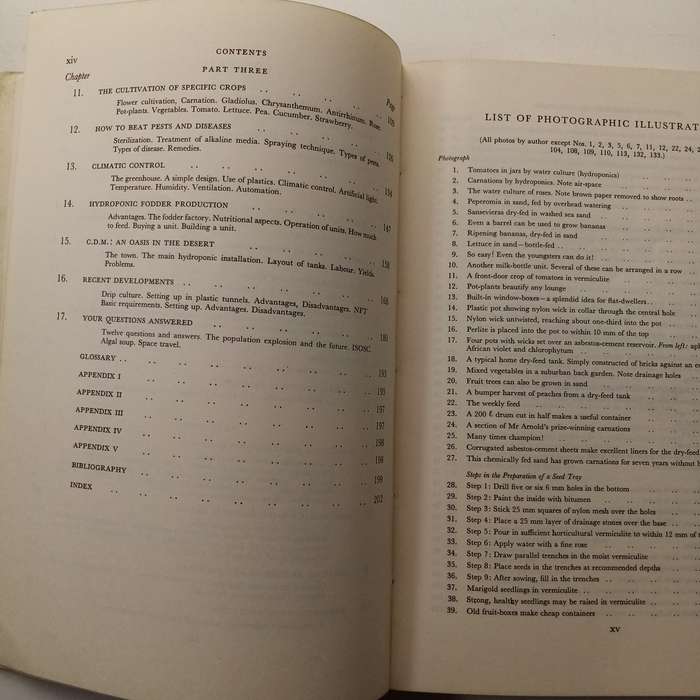 xiv
CONTENTS
PART THREE
Chapter
Page
11. THE CULTIVATION OF SPECIFIC CROPS . . . . . .
Flower cultivation, Carnation. Gladiolus. Chrysanthemum. Antirrhinum. Rose.
Pot-plants. Vegetables. Tomato. Lettuce. Pea. Cucumber. Strawberry.
12. HOW TO BEAT PESTS AND DISEASES . . . . . . 126
Sterilization. Treatment of alkaline media. Spraying technique. Types of pests.
Types of disease. Remedies.
13. CLIMATIC CONTROL . . . . . . . . 134
The greenhouse. A simple design. Use of plastics. Climatic control. Artificial light.
Temperature. Humidity. Ventilation. Automation.
14. HYDROPONIC FODDER PRODUCTION . . . . . . 147
Advantages. The fodder factory. Nutritional aspects. Operation of units. How much
to feed. Buying a unit. Building a unit.
15. C.D.M.: AN OASIS IN THE DESERT . . . . . . 158
The town. The main hydroponic installation. Layout of tanks. Labour. Yields.
Problems.
16. RECENT DEVELOPMENTS . . . . . . . . 168
Drip culture. Setting up in plastic tunnels. Advantages, Disadvantages. NFT
Basic requirements. Setting up. Advantages. Disadvantages.
17. YOUR QUESTIONS ANSWERED . . . . . . 180
Twelve questions and answers. The population explosion and the future. ISOSC
Algal soup. Space travel.
GLOSSARY . . . . . . . . . . 193
APPENDIX I . . . . . . . . . . 195
APPENDIX II . . . . . . . . . . 197
APPENDIX III . . . . . . . . . . 197
APPENDIX IV . . . . . . . . . . 198
APPENDIX V . . . . . . . . . . 198
BIBLIOGRAPHY . . . . . . . . . . 199
INDEX . . . . . . . . . . 202
LIST OF PHOTOGRAPHIC ILLUSTRAT
(All photos by author except Nos. 1, 2, 3, 5, 6, 7, 11, 12, 22, 24, 2
104, 108, 109, 110, 113, 132, 133.)
Photograph
1. Tomatoes in jars by water culture (hydroponics)
2. Carnations by hydroponics. Note air-space
3. The water culture of roses. Note brown paper removed to show roots
4. Peperomia in sand, fed by overhead watering
5. Sansevieras dry-fed in washed sea sand
6. Even a barrel can be used to grow bananas
7. Ripening bananas, dry-fed in sand
8. Lettuce in sand—bottle-fed
9. So easy! Even the youngsters can do it!
10. Another milk-bottle unit. Several of these can be arranged in a row
11. A front-door crop of tomatoes in vermiculite
12. Pot-plants beautify any lounge
13. Built-in window-boxes—a splendid idea for flat-dwellers
14. Plastic pot showing nylon wick in collar through the central hole
15. Nylon wick untwisted, reaching about one-third into the pot
16. Perlite is placed into the pot to within 10 mm of the top
17. Four pots with wicks set over an asbestos-cement reservoir. From left:
African violet and chlorophytum
18. A typical home dry-feed tank. Simply constructed of bricks against an
19. Mixed vegetables in a suburban back garden. Note drainage holes
20. Fruit trees can also be grown in sand
21. A bumper harvest of peaches from a dry-feed tank
22. The weekly feed
23. A 200 ℓ drum cut in half makes a useful container
24. A section of Mr Arnold's prize-winning carnations
25. Many times champion!
26. Corrugated asbestos-cement sheets make excellent liners for the dry-feed
27. This chemically fed sand has grown carnations for seven years without
Steps in the Preparation of a Seed Tray
28. Step 1: Drill five or six 6 mm holes in the bottom
29. Step 2: Paint the inside with bitumen
30. Step 3: Stick 25 mm squares of nylon mesh over the holes
31. Step 4: Place a 25 mm layer of drainage stones over the base
32. Step 5: Pour in sufficient horticultural vermiculite to within 12 mm of
33. Step 6: Apply water with a fine rose
34. Step 7: Draw parallel trenches in the moist vermiculite
35. Step 8: Place seeds in the trenches at recommended depths
36. Step 9: After sowing, fill in the trenches
37. Marigold seedlings in vermiculite
38. Strong, healthy seedlings may be raised in vermiculite
39. Old fruit-boxes make cheap containers
xv